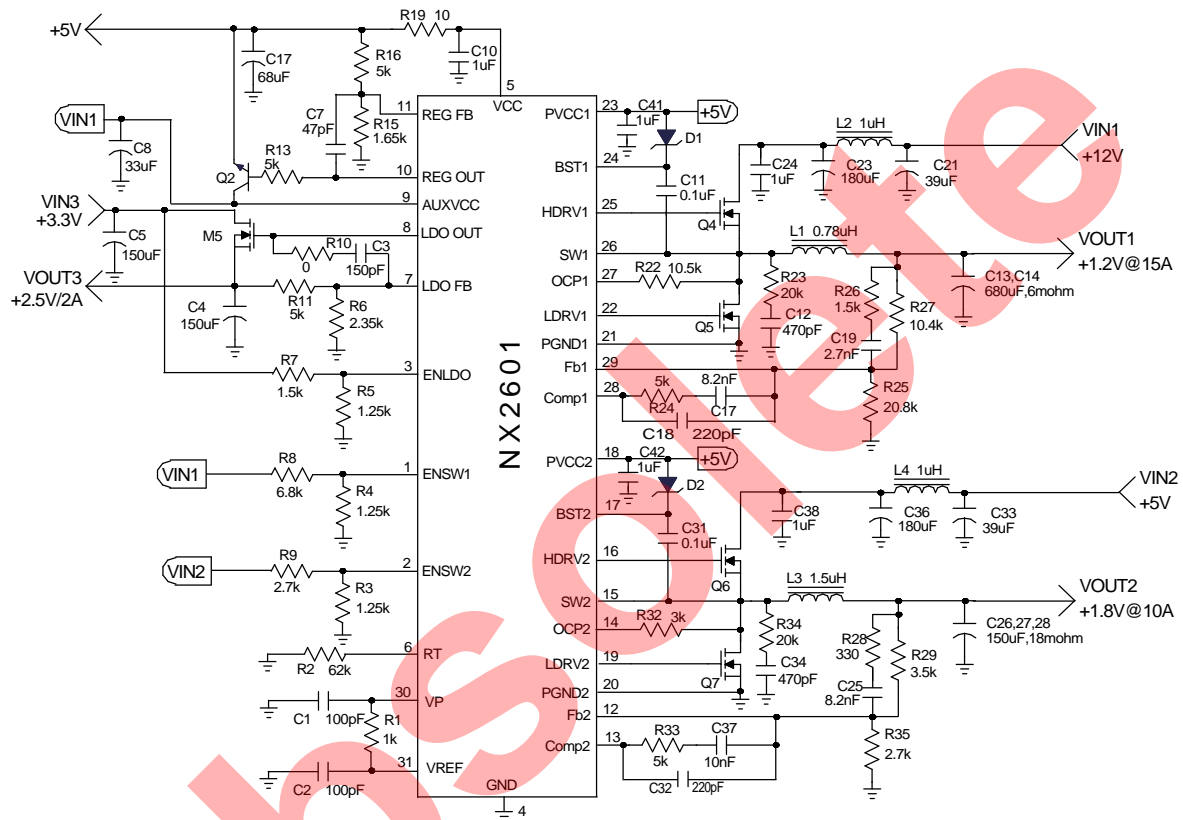 +5V
R19 10
C17
68uF
R16
5k
C10
1uF
5
VCC
VIN1
C8
33uF
C7
47pF
R15
1.65k
11
REG FB
R13
5k
Q2
10
REG OUT
9
AUXVCC
VIN3
+3.3V
C5
150uF
M5
8
LDO OUT
R10
0
C3
150pF
VOUT3
+2.5V/2A
C4
150uF
R11
5k
R6
2.35k
7
LDO FB
R7
1.5k
R5
1.25k
3
ENLDO
VIN1
R8
6.8k
R4
1.25k
1
ENSW1
VIN2
R9
2.7k
R3
1.25k
2
ENSW2
R2
62k
6
RT
C1
100pF
30
VP
R1
1k
C2
100pF
31
VREF
GND
4
NX2601
PVCC1
23
C41
1uF
+5V
D1
BST1
24
C11
0.1uF
HDRV1
25
Q4
C24
1uF
C23
180uF
L2 1uH
C21
39uF
VIN1
+12V
SW1
26
L1 0.78uH
VOUT1
+1.2V@15A
OCP1
27
R22 10.5k
R23
20k
C12
470pF
R26
1.5k
C19
2.7nF
R27
10.4k
C13,C14
680uF,6mohm
LDRV1
22
Q5
PGND1
21
Fb1
29
Comp1
28
5k
R24
8.2nF
C17
C18
220pF
R25
20.8k
PVCC2
18
C42
1uF
+5V
D2
BST2
17
C31
0.1uF
HDRV2
16
Q6
C38
1uF
C36
180uF
L4 1uH
C33
39uF
VIN2
+5V
SW2
15
L3 1.5uH
VOUT2
+1.8V@10A
OCP2
14
R32 3k
R34
20k
C34
470pF
R28
330
C25
8.2nF
R29
3.5k
C26,27,28
150uF,18mohm
LDRV2
19
Q7
PGND2
20
Fb2
12
Comp2
13
R33
5k
C37
10nF
C32
220pF
R35
2.7k
obsolete